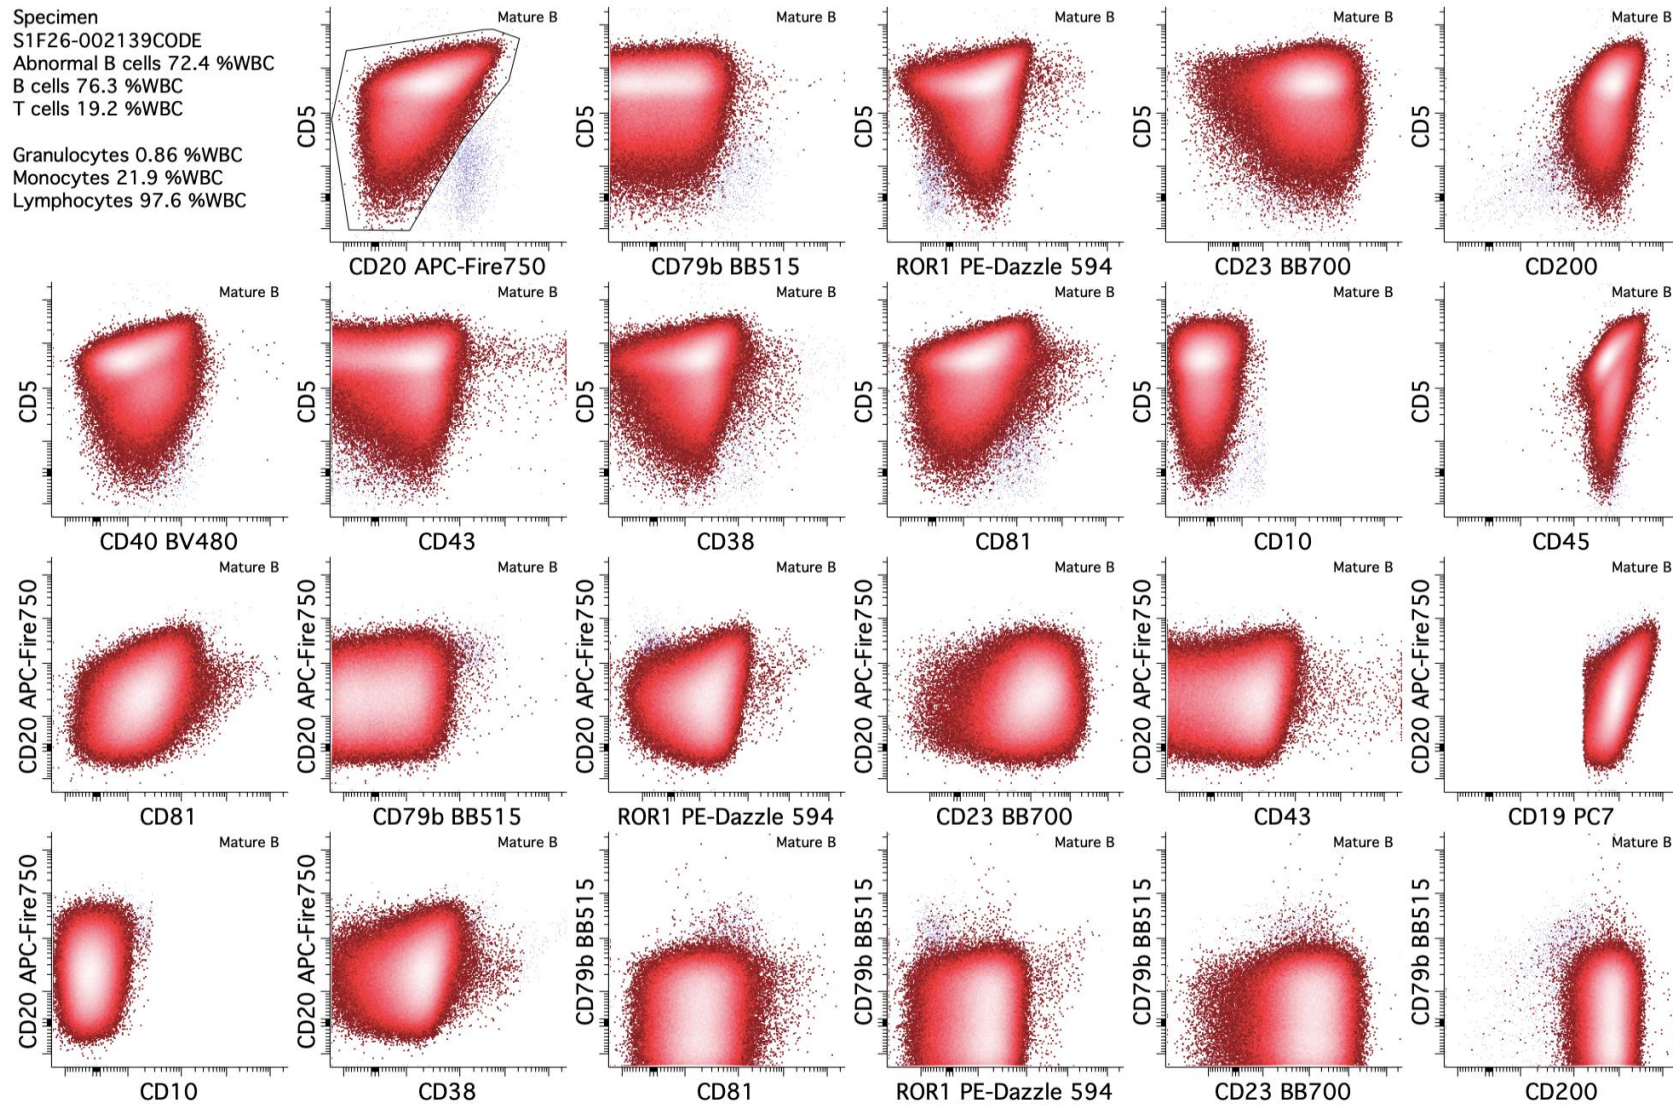 Specimen
S1F26-002139CODE
Abnormal B cells 72.4 %WBC
B cells 76.3 %WBC
T cells 19.2 %WBC
Granulocytes 0.86 %WBC
Monocytes 21.9 %WBC
Lymphocytes 97.6 %WBC
Mature B
CD5
CD20 APC-Fire750
Mature B
CD5
CD79b BB515
Mature B
CD5
ROR1 PE-Dazzle 594
Mature B
CD5
CD23 BB700
Mature B
CD5
CD200
Mature B
CD5
CD40 BV480
Mature B
CD5
CD43
Mature B
CD5
CD38
Mature B
CD5
CD81
Mature B
CD5
CD10
Mature B
CD5
CD45
Mature B
CD20 APC-Fire750
CD81
Mature B
CD20 APC-Fire750
CD79b BB515
Mature B
CD20 APC-Fire750
ROR1 PE-Dazzle 594
Mature B
CD20 APC-Fire750
CD23 BB700
Mature B
CD20 APC-Fire750
CD43
Mature B
CD20 APC-Fire750
CD19 PC7
Mature B
CD20 APC-Fire750
CD10
Mature B
CD20 APC-Fire750
CD38
Mature B
CD79b BB515
CD81
Mature B
CD79b BB515
ROR1 PE-Dazzle 594
Mature B
CD79b BB515
CD23 BB700
Mature B
CD79b BB515
CD200